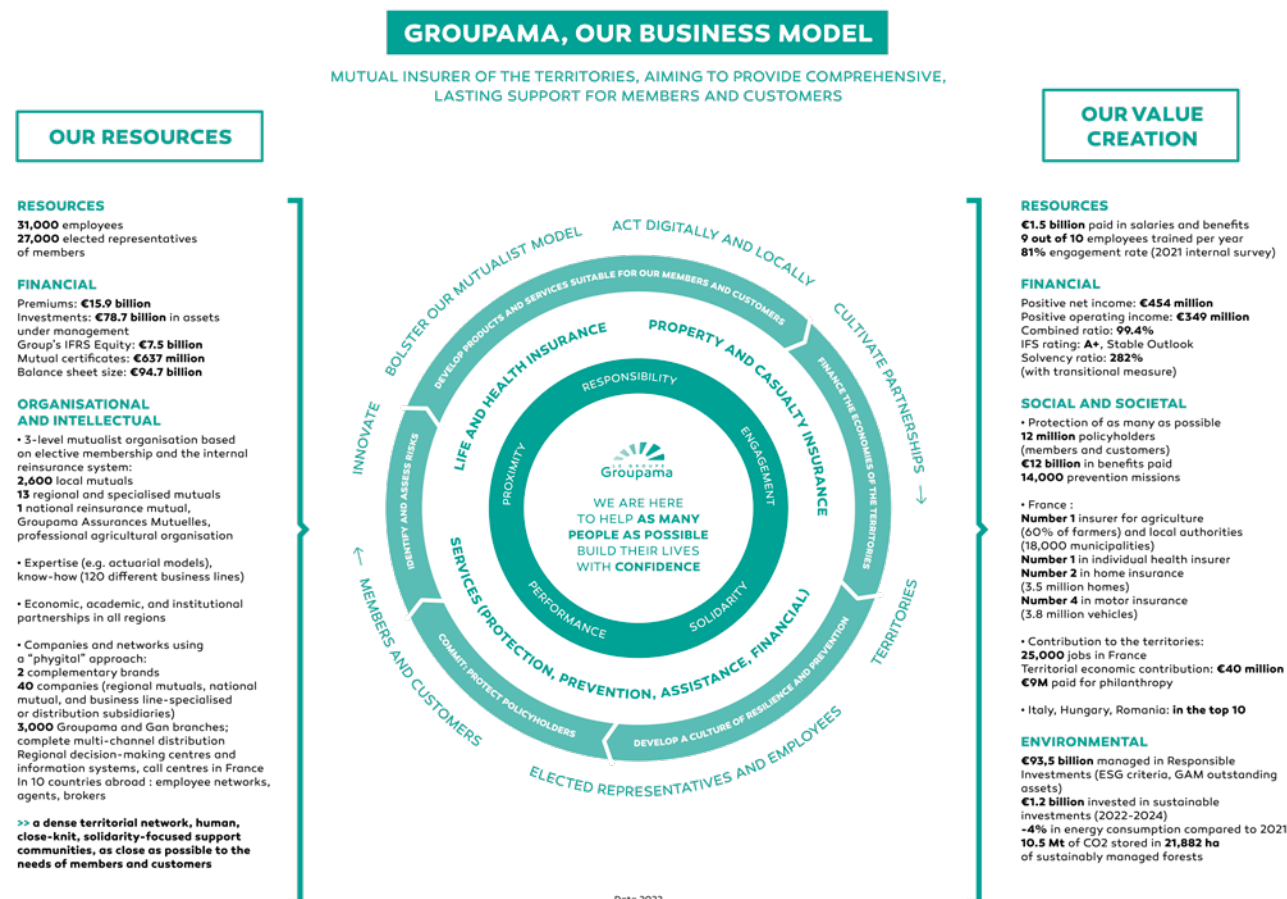 GROUPAMA, OUR BUSINESS MODEL
MUTUAL INSURER OF THE TERRITORIES, AIMING TO PROVIDE COMPREHENSIVE,
LASTING SUPPORT FOR MEMBERS AND CUSTOMERS
OUR RESOURCES
RESOURCES
31,000 employees
27,000 elected representatives
of members
FINANCIAL
Premiums: €15.9 billion
Investments: €78.7 billion in assets
under management
Group's IFRS Equity: €7.5 billion
Mutual certificates: €637 million
Balance sheet size: €94.7 billion
ORGANISATIONAL
AND INTELLECTUAL
• 3-level mutualist organisation based
on elective membership and the internal
reinsurance system:
2,600 local mutuals
13 regional and specialised mutuals
1 national reinsurance mutual,
Groupama Assurances Mutuelles,
professional agricultural organisation
• Expertise (e.g. actuarial models),
know-how (120 different business lines)
• Economic, academic, and institutional
partnerships in all regions
• Companies and networks using
a "phygital" approach:
2 complementary brands
40 companies (regional mutuals, national
mutual, and business line-specialised
or distribution subsidiaries)
3,000 Groupama and Gan branches;
complete multi-channel distribution
Regional decision-making centres and
information systems, call centres in France
In 10 countries abroad : employee networks,
agents, brokers
>> a dense territorial network, human,
close-knit, solidarity-focused support
communities, as close as possible to the
needs of members and customers
INNOVATE
BOLSTER OUR MUTUALIST MODEL
ACT DIGITALLY AND LOCALLY
CULTIVATE PARTNERSHIPS →
TERRITORIES
ELECTED REPRESENTATIVES AND EMPLOYEES
← MEMBERS AND CUSTOMERS
IDENTIFY AND ASSESS RISKS
DEVELOP PRODUCTS AND SERVICES SUITABLE FOR OUR MEMBERS AND CUSTOMERS
FINANCE THE ECONOMIES OF THE TERRITORIES
DEVELOP A CULTURE OF RESILIENCE AND PREVENTION
COMMIT: PROTECT POLICYHOLDERS
LIFE AND HEALTH INSURANCE
PROPERTY AND CASUALTY INSURANCE
SERVICES (PROTECTION, PREVENTION, ASSISTANCE, FINANCIAL)
PROXIMITY
RESPONSIBILITY
ENGAGEMENT
SOLIDARITY
PERFORMANCE
LE GROUPE
Groupama
WE ARE HERE
TO HELP AS MANY
PEOPLE AS POSSIBLE
BUILD THEIR LIVES
WITH CONFIDENCE
OUR VALUE
CREATION
RESOURCES
€1.5 billion paid in salaries and benefits
9 out of 10 employees trained per year
81% engagement rate (2021 internal survey)
FINANCIAL
Positive net income: €454 million
Positive operating income: €349 million
Combined ratio: 99.4%
IFS rating: A+, Stable Outlook
Solvency ratio: 282%
(with transitional measure)
SOCIAL AND SOCIETAL
• Protection of as many as possible
12 million policyholders
(members and customers)
€12 billion in benefits paid
14,000 prevention missions
• France :
Number 1 insurer for agriculture
(60% of farmers) and local authorities
(18,000 municipalities)
Number 1 in individual health insurer
Number 2 in home insurance
(3.5 million homes)
Number 4 in motor insurance
(3.8 million vehicles)
• Contribution to the territories:
25,000 jobs in France
Territorial economic contribution: €40 million
€9M paid for philanthropy
• Italy, Hungary, Romania: in the top 10
ENVIRONMENTAL
€93,5 billion managed in Responsible
Investments (ESG criteria, GAM outstanding
assets)
€1.2 billion invested in sustainable
investments (2022-2024)
-4% in energy consumption compared to 2021
10.5 Mt of CO2 stored in 21,882 ha
of sustainably managed forests